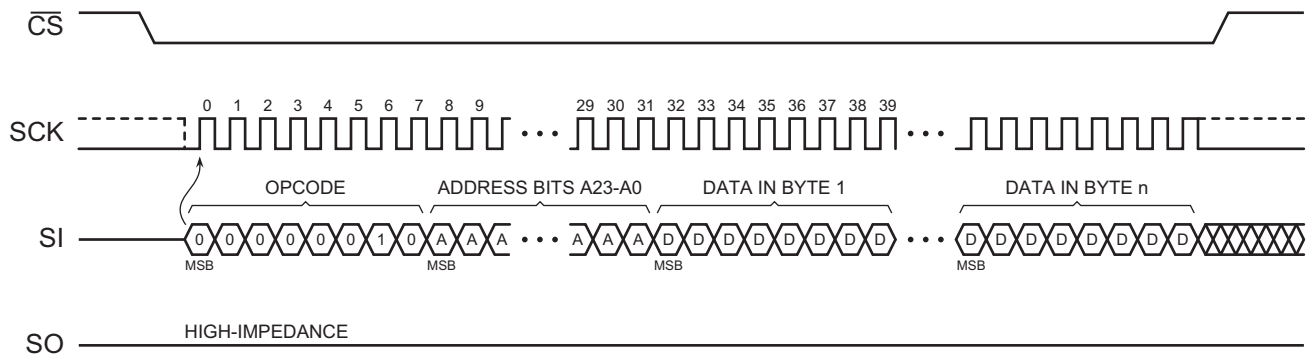 CS
SCK
0 1 2 3 4 5 6 7 8 9 29 30 31 32 33 34 35 36 37 38 39
OPCODE ADDRESS BITS A23-A0 DATA IN BYTE 1 DATA IN BYTE n
SI
0 0 0 0 0 0 1 0 A A A A A A D D D D D D D D D D D D D D D D
MSB MSB MSB MSB
SO
HIGH-IMPEDANCE